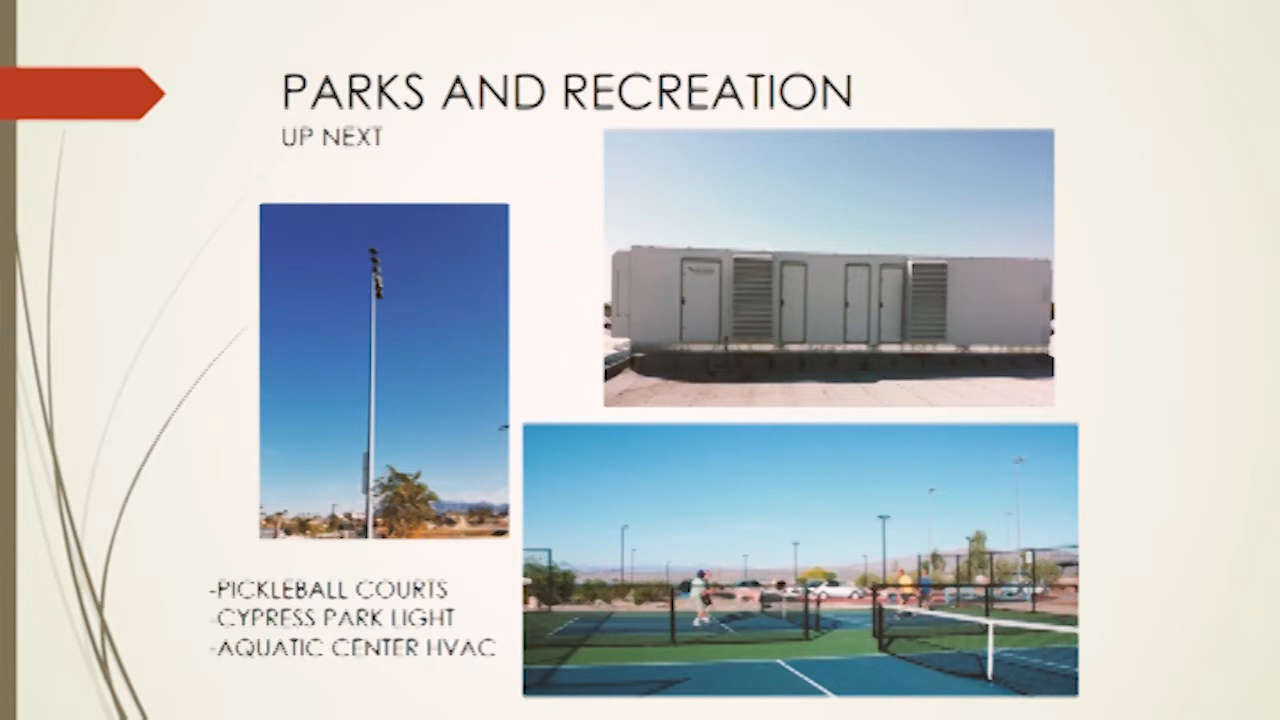 PARKS AND RECREATION
UP NEXT
-PICKLEBALL COURTS
-CYPRESS PARK LIGHT
-AQUATIC CENTER HVAC